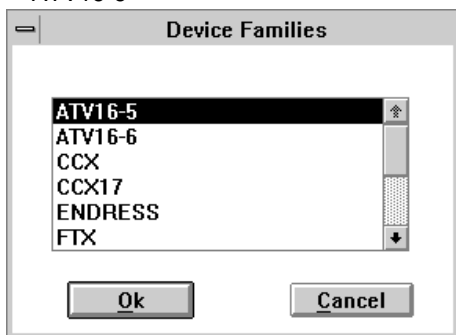 Device Families
ATV16-5
ATV16-6
CCX
CCX17
ENDRESS
FTX
Ok
Cancel